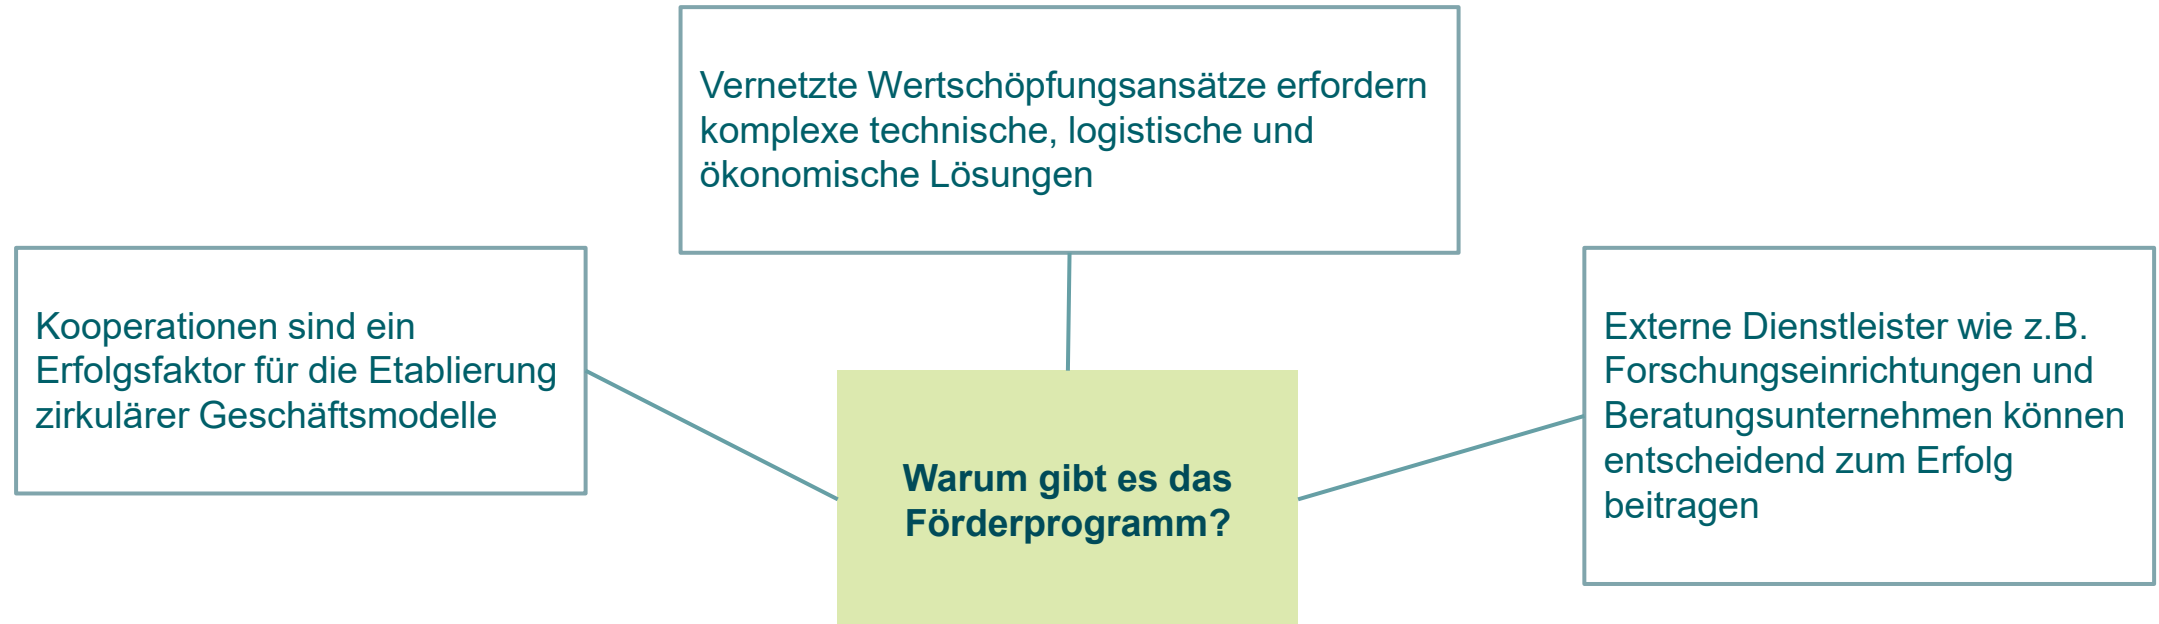 Vernetzte Wertschöpfungsansätze erfordern
komplexe technische, logistische und
ökonomische Lösungen
Kooperationen sind ein
Erfolgsfaktor für die Etablierung
zirkulärer Geschäftsmodelle
Externe Dienstleister wie z.B.
Forschungseinrichtungen und
Beratungsunternehmen können
entscheidend zum Erfolg
beitragen
Warum gibt es das
Förderprogramm?